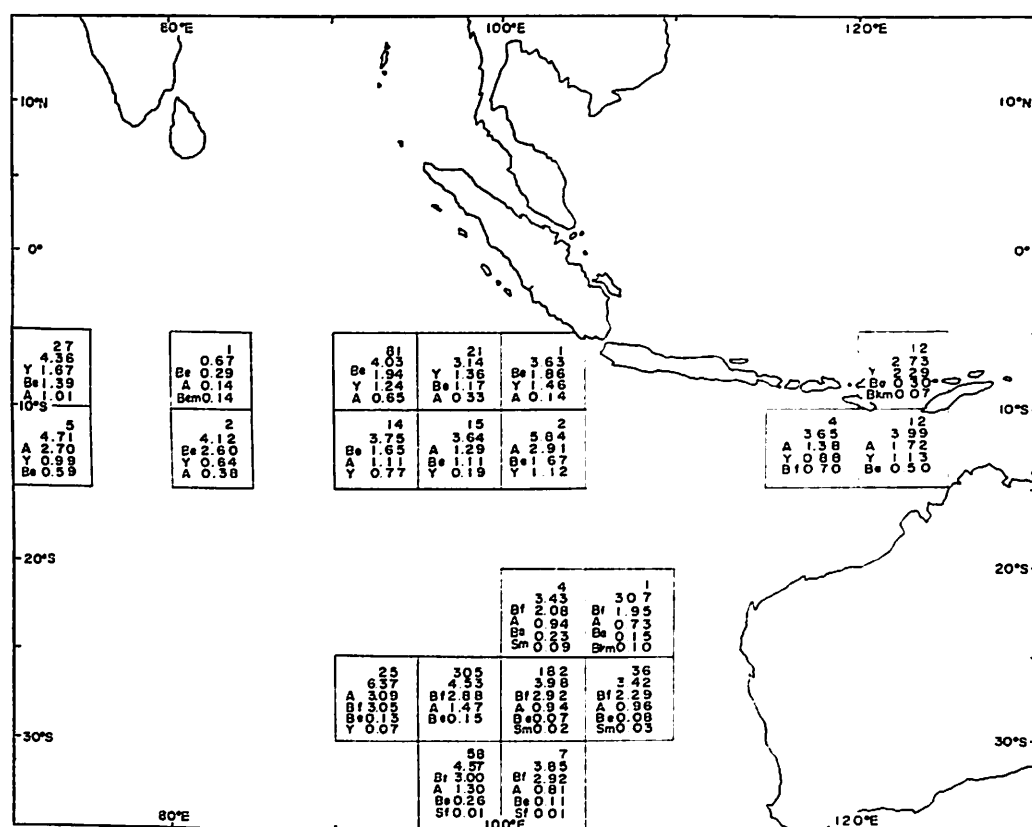 80°E 100°E 120°E
10°N 10°N
0° 0°
27
4.36
Y 1.67
Be 1.39
A 1.01
1
0.67
Be 0.29
A 0.14
Bem 0.14
81
4.03
Be 1.94
Y 1.24
A 0.65
21
3.14
Y 1.36
Be 1.17
A 0.33
1
3.63
Be 1.86
Y 1.46
A 0.14
12
2.73
Y 2.29
Be 0.30
Bkm 0.07
10°S 10°S
5
4.71
A 2.70
Y 0.98
Be 0.59
2
4.12
Be 2.60
Y 0.64
A 0.38
14
3.75
Be 1.65
A 1.11
Y 0.77
15
3.64
A 1.29
Be 1.11
Y 0.19
2
5.84
A 2.91
Be 1.67
Y 1.12
4
3.65
A 1.38
Y 0.88
Bf 0.70
12
3.99
A 1.72
Y 1.13
Be 0.50
20°S 20°S
4
3.43
Bf 2.08
A 0.94
Be 0.23
Sm 0.09
1
3.07
Bf 1.95
A 0.73
Be 0.15
Bkm 0.10
25
6.37
A 3.09
Bf 3.05
Be 0.13
Y 0.07
305
4.53
Bf 2.88
A 1.47
Be 0.15
182
3.98
Bf 2.92
A 0.94
Be 0.07
Sm 0.02
36
3.42
Bf 2.29
A 0.96
Be 0.08
Sm 0.03
30°S 30°S
58
4.57
Bf 3.00
A 1.30
Be 0.26
Sf 0.01
7
3.85
Bf 2.92
A 0.81
Be 0.11
Sf 0.01
80°E 100°E 120°E